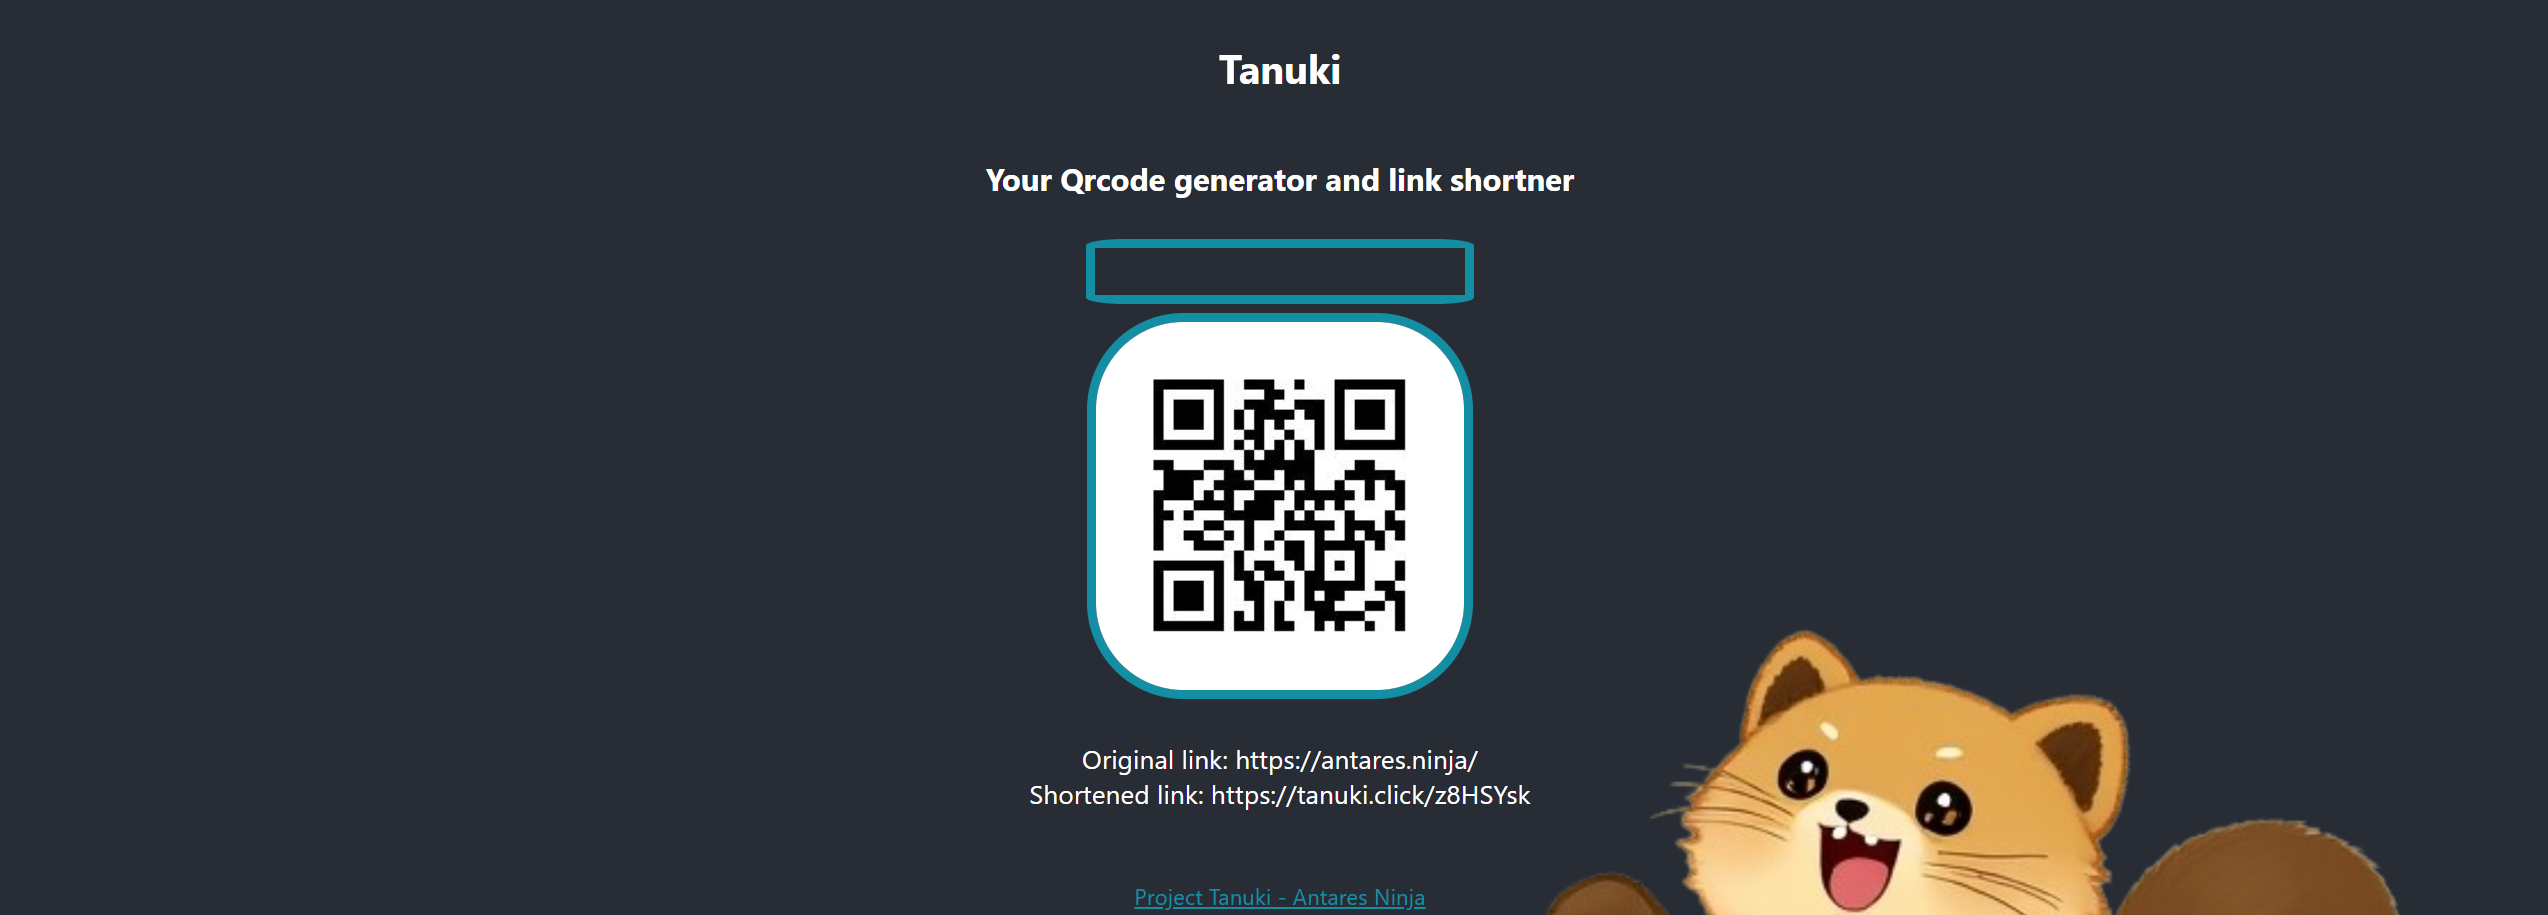 Tanuki
Your Qrcode generator and link shortner
Original link: https://antares.ninja/
Shortened link: https://tanuki.click/z8HSYsk
Project Tanuki - Antares Ninja